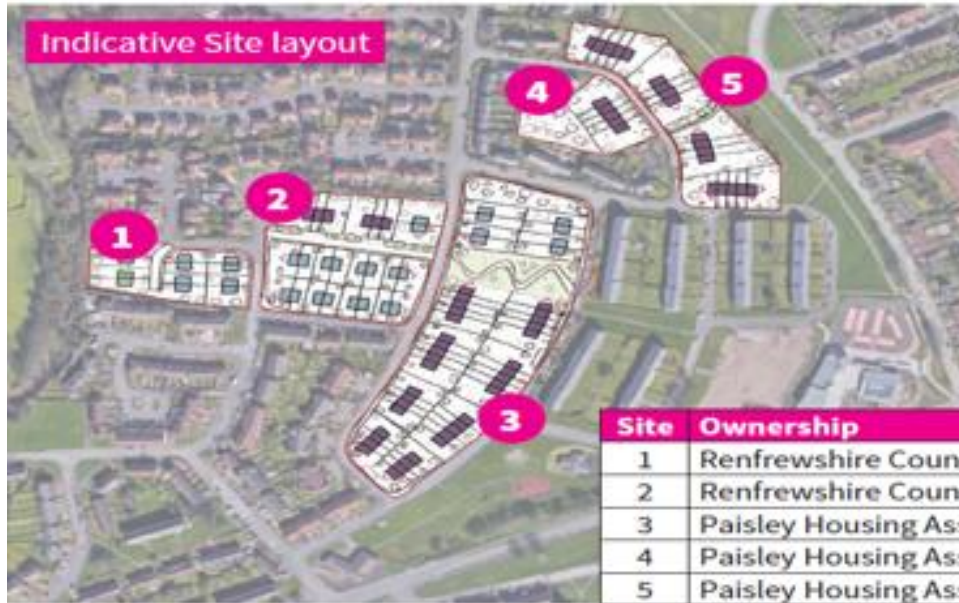 Indicative Site layout
4
5
2
1
3
Site Ownership
1 Renfrewshire Coun
2 Renfrewshire Coun
3 Paisley Housing Ass
4 Paisley Housing Ass
5 Paisley Housing Ass